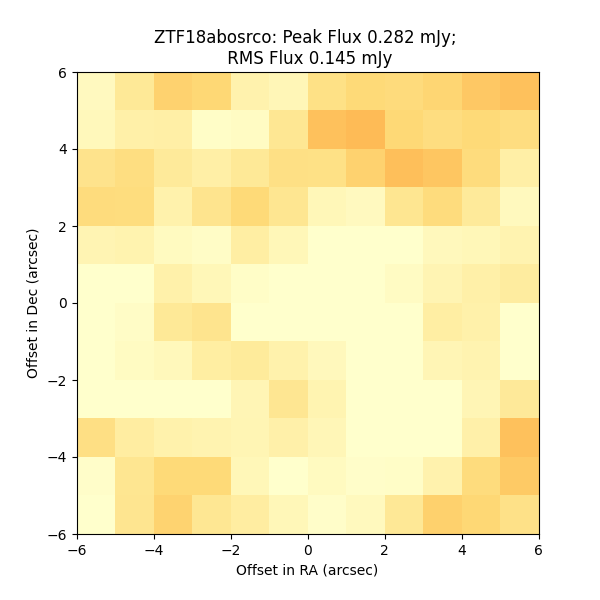 ZTF18abosrco: Peak Flux 0.282 mJy;
RMS Flux 0.145 mJy
6
4
2
0
−2
−4
−6
Offset in Dec (arcsec)
−6 −4 −2 0 2 4 6
Offset in RA (arcsec)